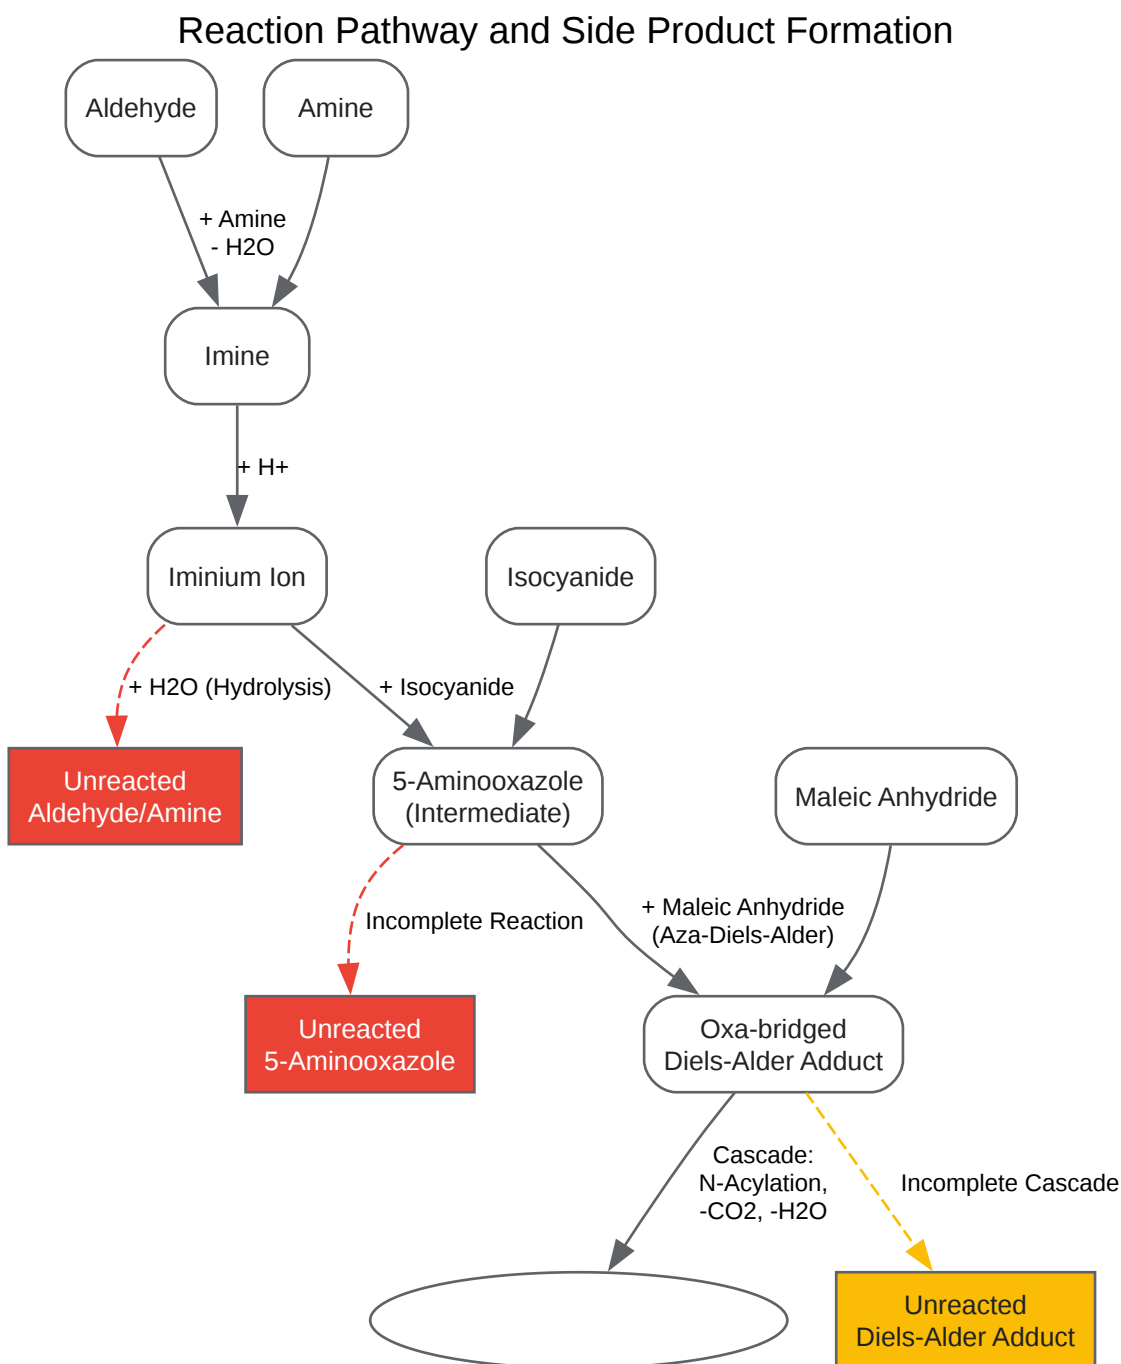 Reaction Pathway and Side Product Formation
Aldehyde
Amine
+ Amine
- H2O
Imine
+ H+
Iminium Ion
Isocyanide
+ H2O (Hydrolysis)
+ Isocyanide
Unreacted
Aldehyde/Amine
5-Aminooxazole
(Intermediate)
Maleic Anhydride
Incomplete Reaction
+ Maleic Anhydride
(Aza-Diels-Alder)
Unreacted
5-Aminooxazole
Oxa-bridged
Diels-Alder Adduct
Cascade:
N-Acylation,
-CO2, -H2O
Incomplete Cascade
Unreacted
Diels-Alder Adduct